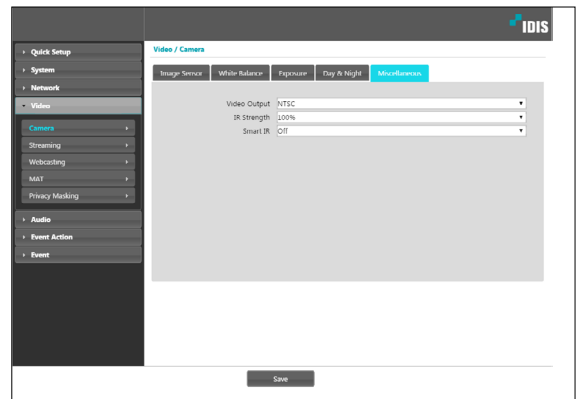 IDIS
Quick Setup
System
Network
Video
Camera
Streaming
Webcasting
MAT
Privacy Masking
Audio
Event Action
Event
Video / Camera
Image Sensor White Balance Exposure Day & Night Miscellaneous
Video Output NTSC
IR Strength 100%
Smart IR Off
Save